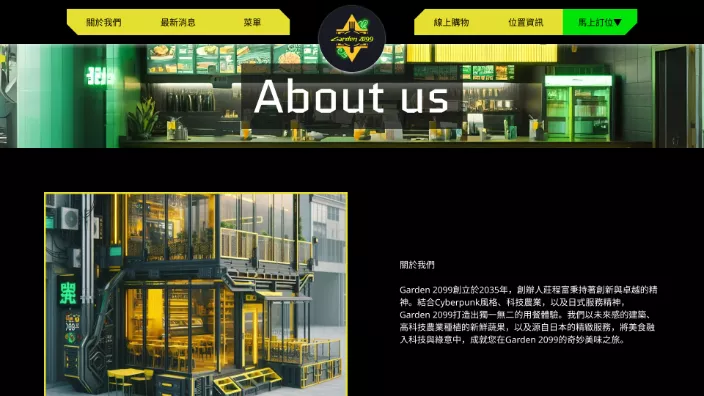 關於我們
最新消息
菜單
Garden 2099
線上購物
位置資訊
馬上訂位▼
About us
關於我們
Garden 2099創立於2035年，創辦人莊程富秉持著創新與卓越的精
神。結合Cyberpunk風格、科技農業，以及日式服務精神，
Garden 2099打造出獨一無二的用餐體驗。我們以未來感的建築、
高科技農業種植的新鮮蔬果，以及源自日本的精緻服務，將美食融
入科技與綠意中，成就您在Garden 2099的奇妙美味之旅。